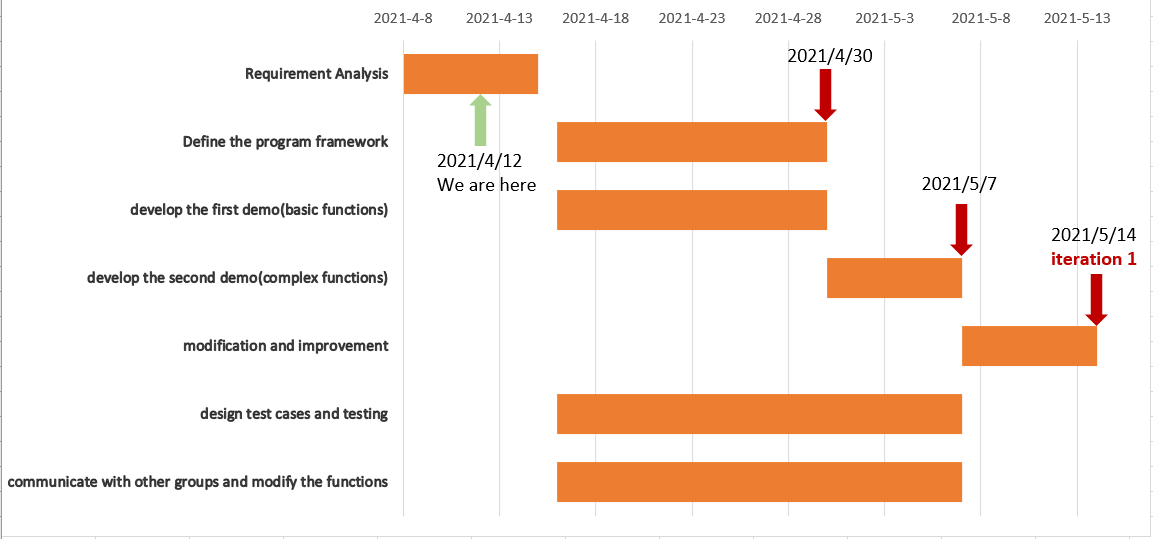 2021-4-8 2021-4-13 2021-4-18 2021-4-23 2021-4-28 2021-5-3 2021-5-8 2021-5-13
2021/4/30
Requirement Analysis
Define the program framework
2021/4/12
We are here
2021/5/7
develop the first demo(basic functions)
2021/5/14
iteration 1
develop the second demo(complex functions)
modification and improvement
design test cases and testing
communicate with other groups and modify the functions